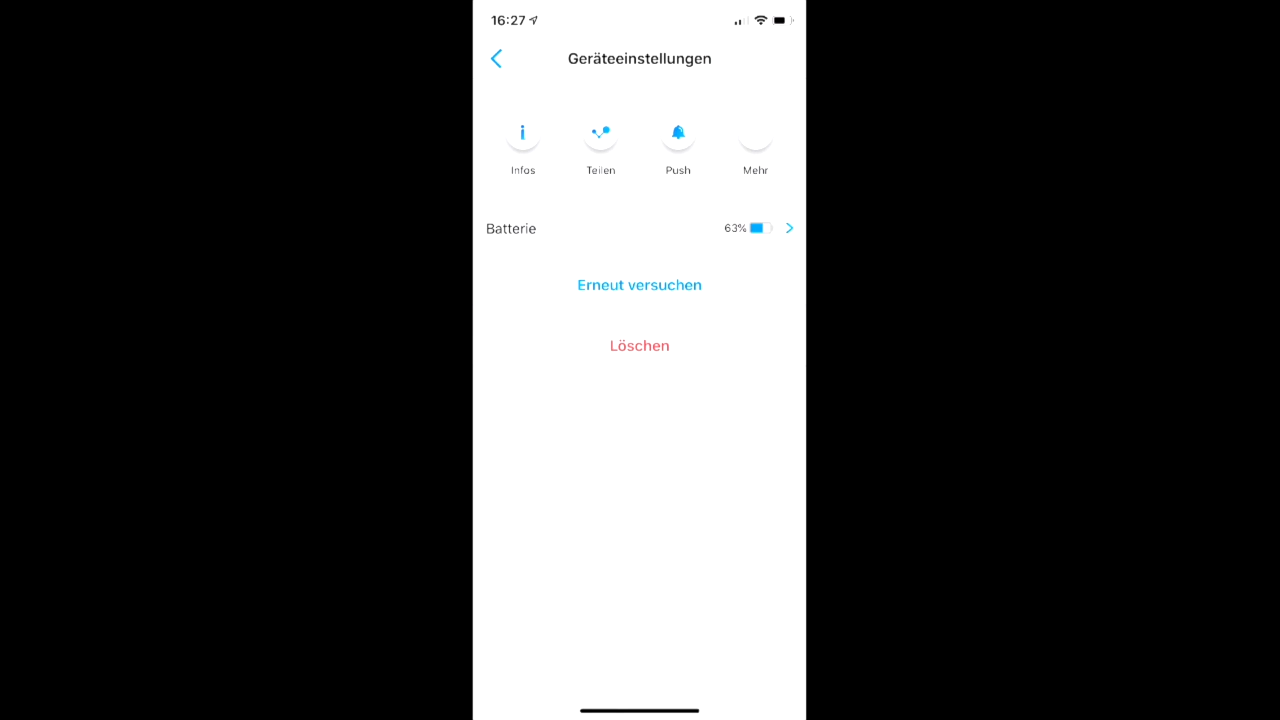 16:27
Geräteeinstellungen
Infos Teilen Push Mehr
Batterie 63%
Erneut versuchen
Löschen